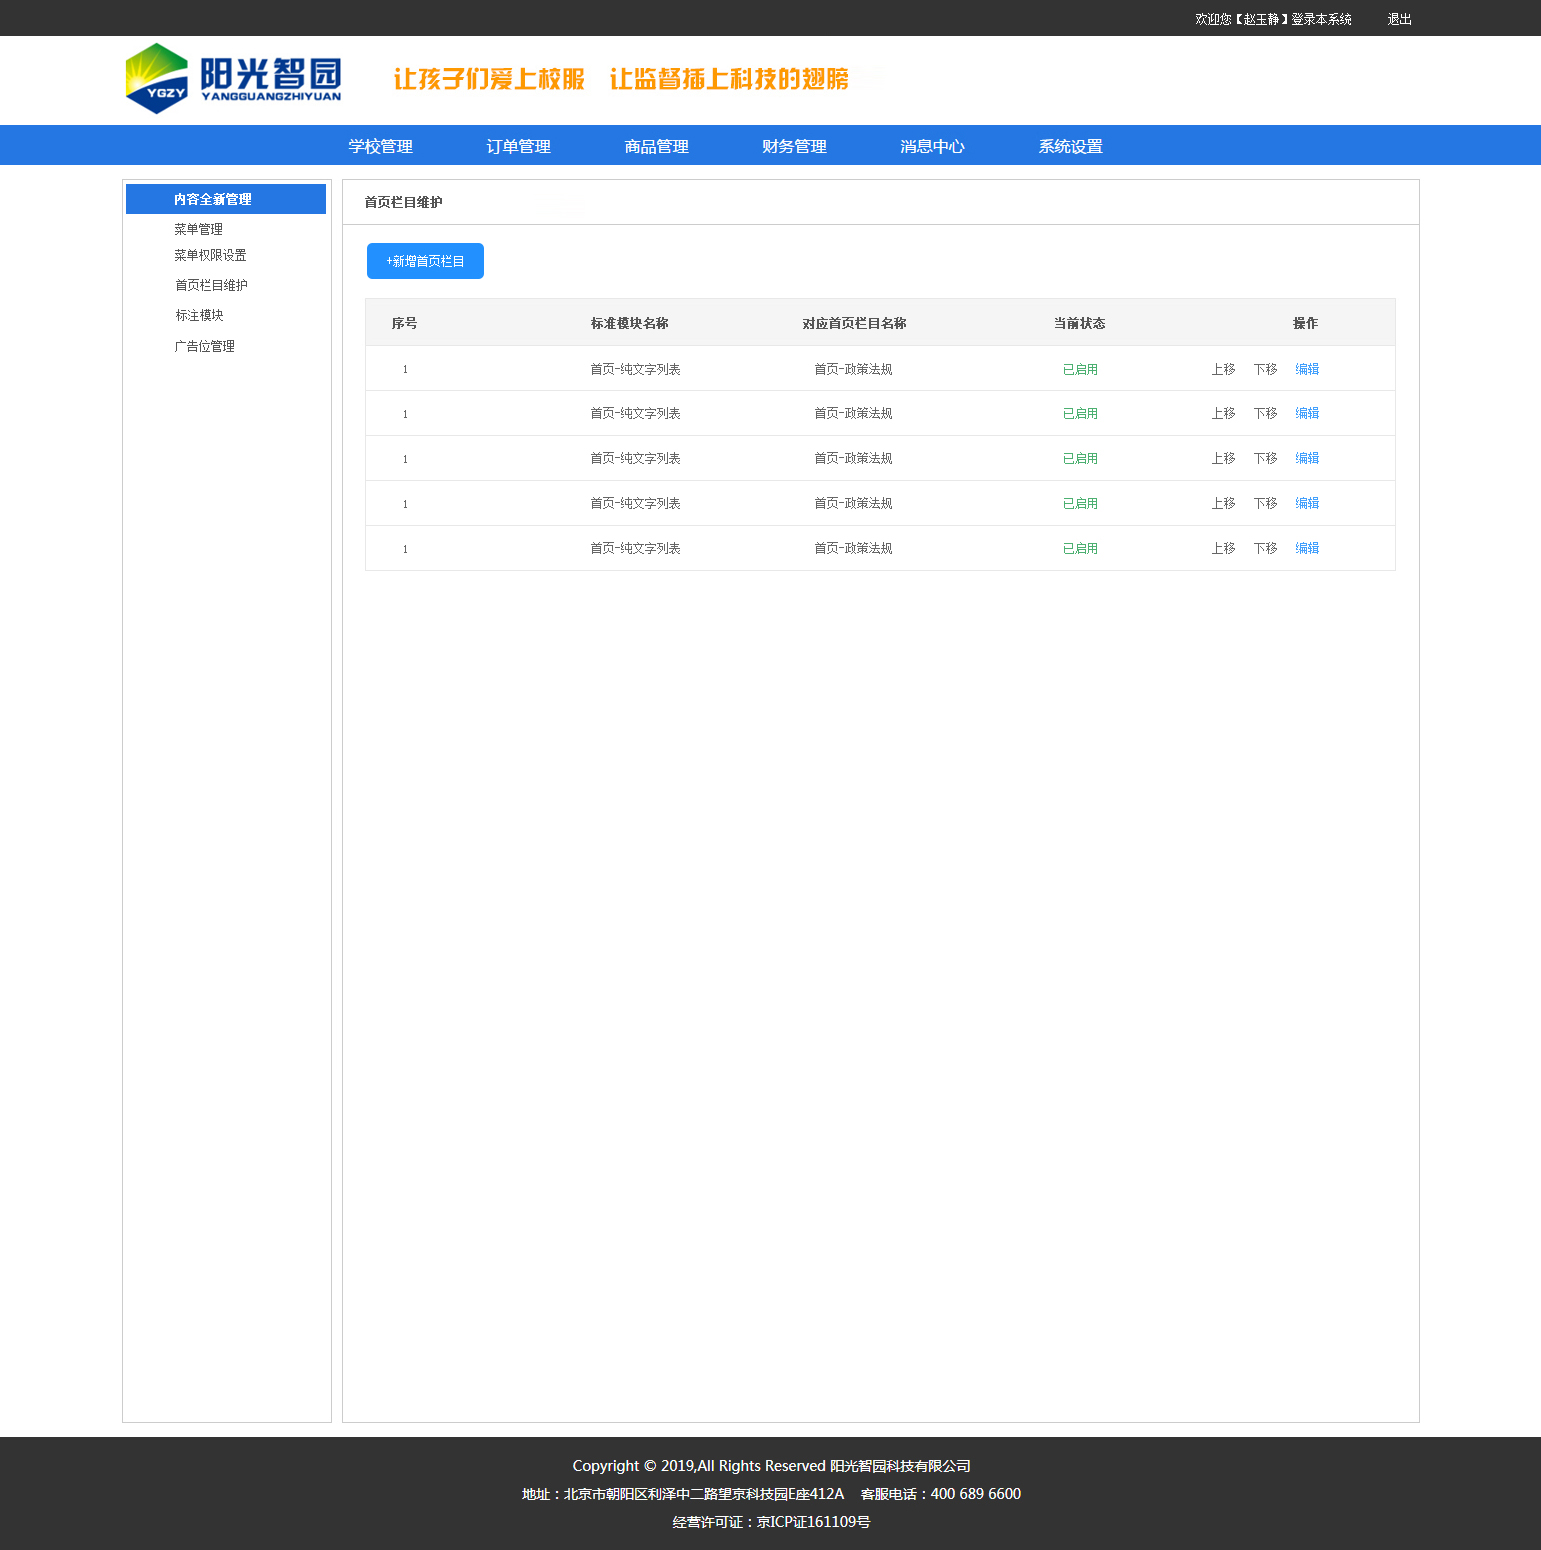 欢迎您【赵玉静】登录本系统 退出
YGZY
阳光智园
YANGGUANGZHIYUAN
让孩子们爱上校服 让监督插上科技的翅膀
学校管理 订单管理 商品管理 财务管理 消息中心 系统设置
内容全新管理
菜单管理
菜单权限设置
首页栏目维护
标注模块
广告位管理
首页栏目维护
+新增首页栏目
序号 标准模块名称 对应首页栏目名称 当前状态 操作
1 首页-纯文字列表 首页-政策法规 已启用 上移 下移 编辑
1 首页-纯文字列表 首页-政策法规 已启用 上移 下移 编辑
1 首页-纯文字列表 首页-政策法规 已启用 上移 下移 编辑
1 首页-纯文字列表 首页-政策法规 已启用 上移 下移 编辑
1 首页-纯文字列表 首页-政策法规 已启用 上移 下移 编辑
Copyright © 2019,All Rights Reserved 阳光智园科技有限公司
地址：北京市朝阳区利泽中二路望京科技园E座412A 客服电话：400 689 6600
经营许可证：京ICP证161109号